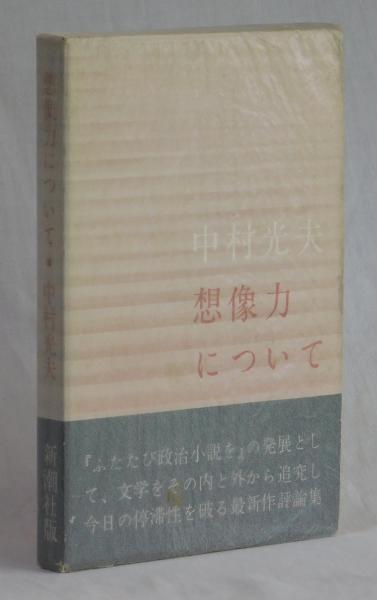 中村光夫
想像力
について
『ふたたび政治小説を』の発展とし
て、文学をその内と外から追究し
今日の停滞性を破る最新作評論集
想像力について・中村光夫
新潮社版